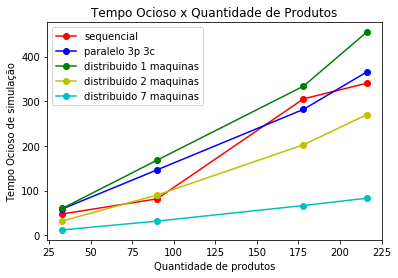 Tempo Ocioso x Quantidade de Produtos
sequencial
paralelo 3p 3c
distribuido 1 maquinas
distribuido 2 maquinas
distribuido 7 maquinas
Tempo Ocioso de simulação
400
300
200
100
0
25
50
75
100
125
150
175
200
225
Quantidade de produtos